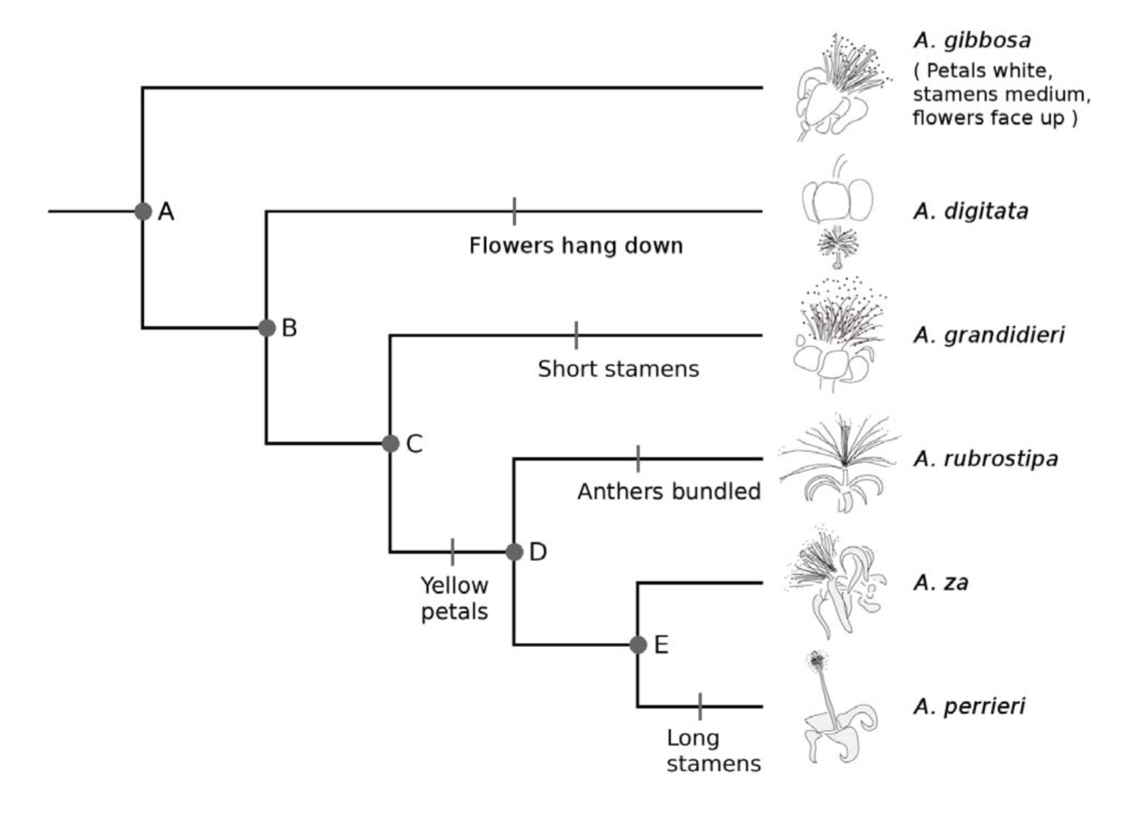 A. gibbosa
( Petals white,
stamens medium,
flowers face up )
A
A. digitata
Flowers hang down
B
A. grandidieri
Short stamens
C
A. rubrostipa
Anthers bundled
D
Yellow
petals
A. za
E
A. perrieri
Long
stamens